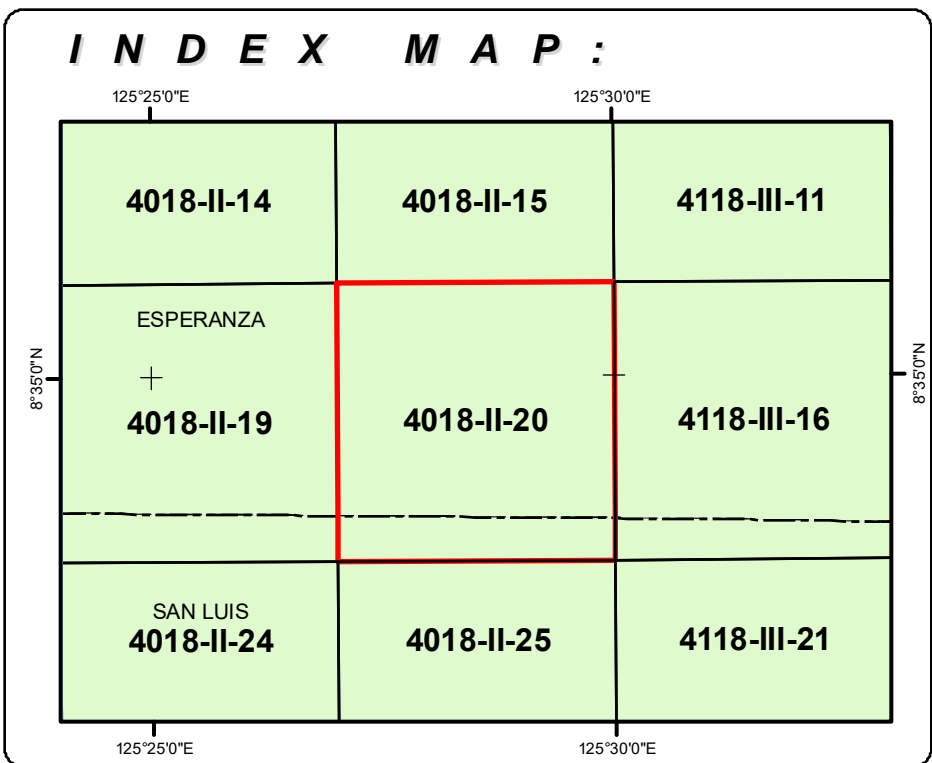 INDEX MAP:
125°25'0"E 125°30'0"E
4018-II-14 4018-II-15 4118-III-11
ESPERANZA
8°35'0"N 8°35'0"N
4018-II-19 4018-II-20 4118-III-16
SAN LUIS
4018-II-24 4018-II-25 4118-III-21
125°25'0"E 125°30'0"E